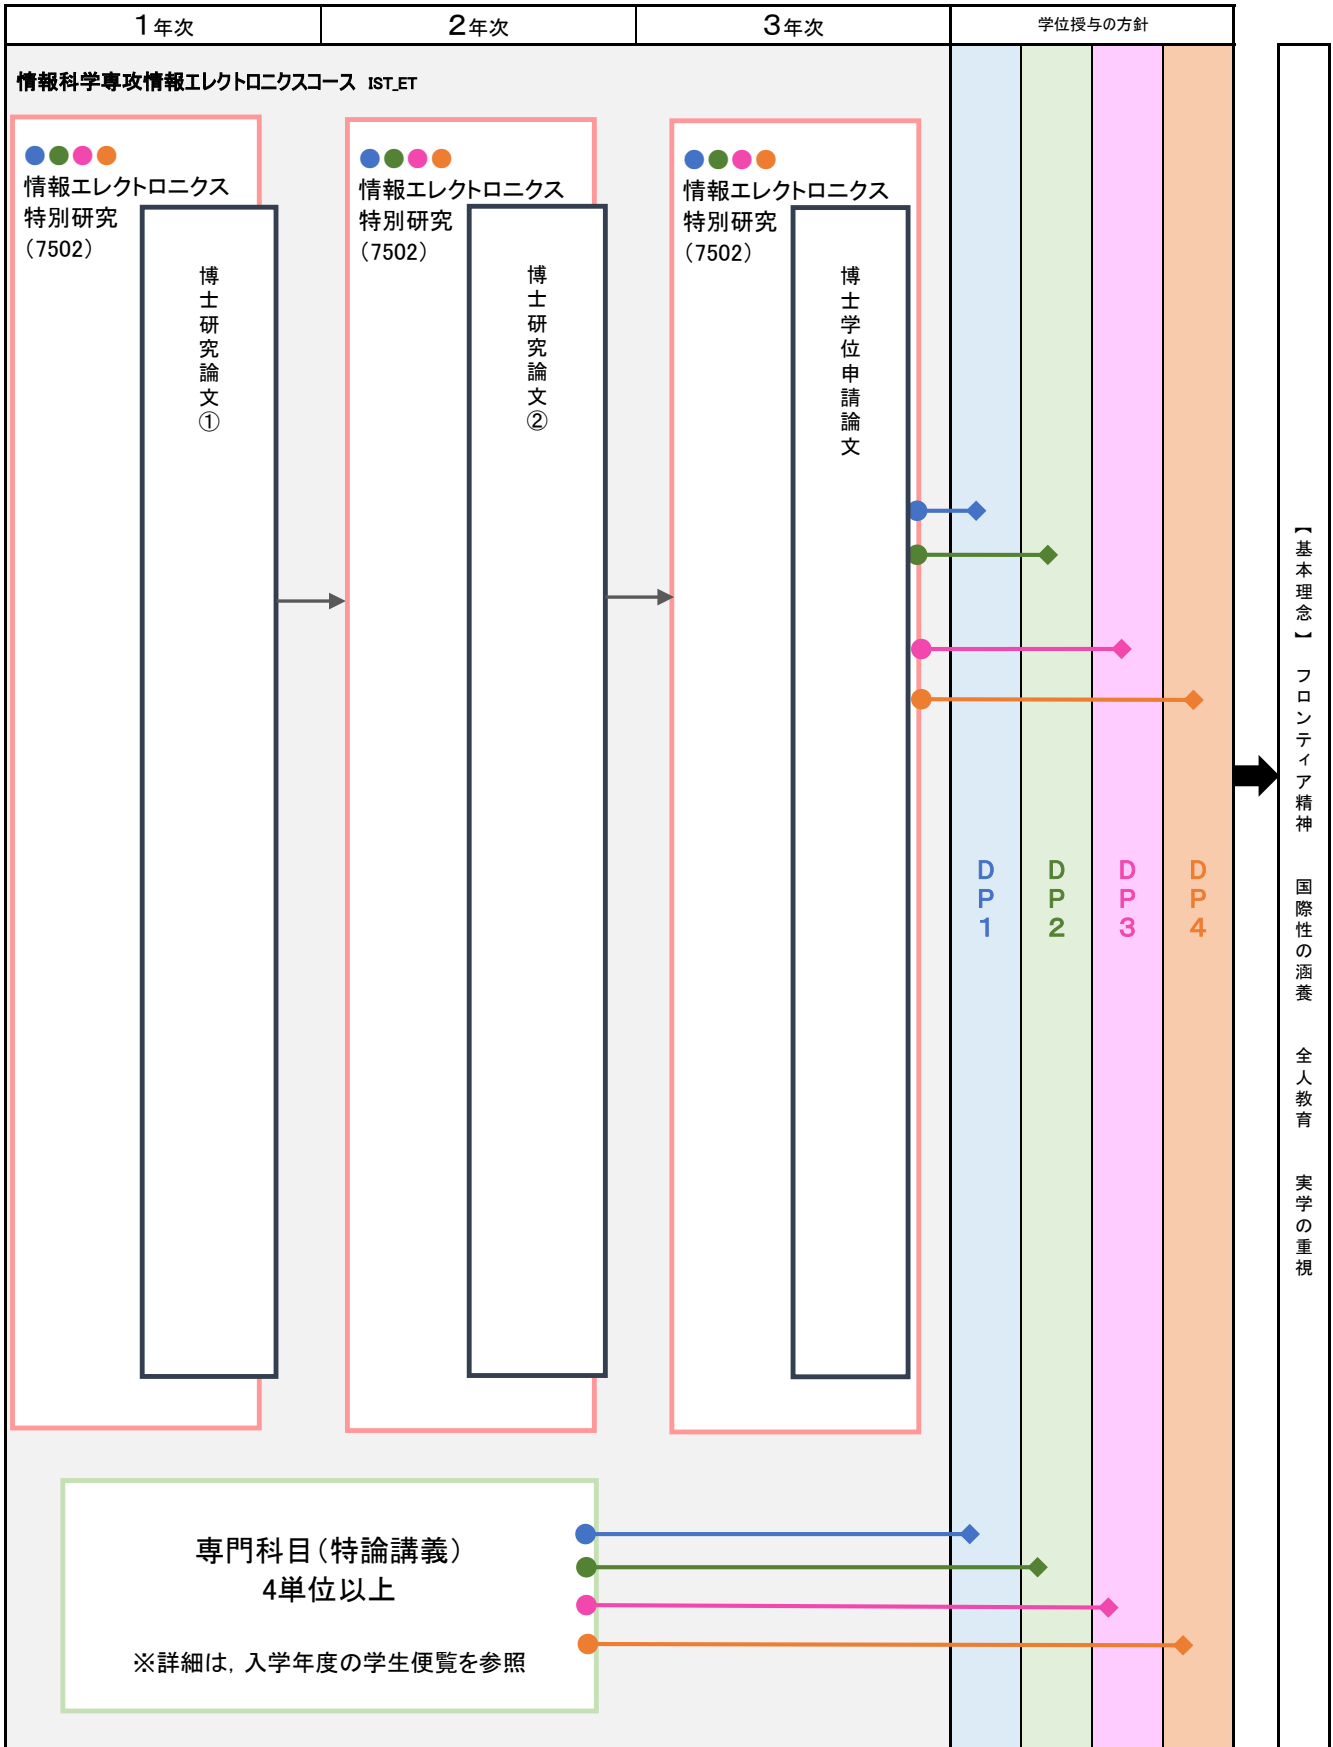 1年次
2年次
3年次
学位授与の方針
情報科学専攻情報エレクトロニクスコース IST_ET
情報エレクトロニクス
特別研究
(7502)
博士研究論文①
情報エレクトロニクス
特別研究
(7502)
博士研究論文②
情報エレクトロニクス
特別研究
(7502)
博士学位申請論文
DP1
DP2
DP3
DP4
【基本理念】 フロンティア精神 国際性の涵養 全人教育 実学の重視
専門科目(特論講義)
4単位以上
※詳細は, 入学年度の学生便覧を参照